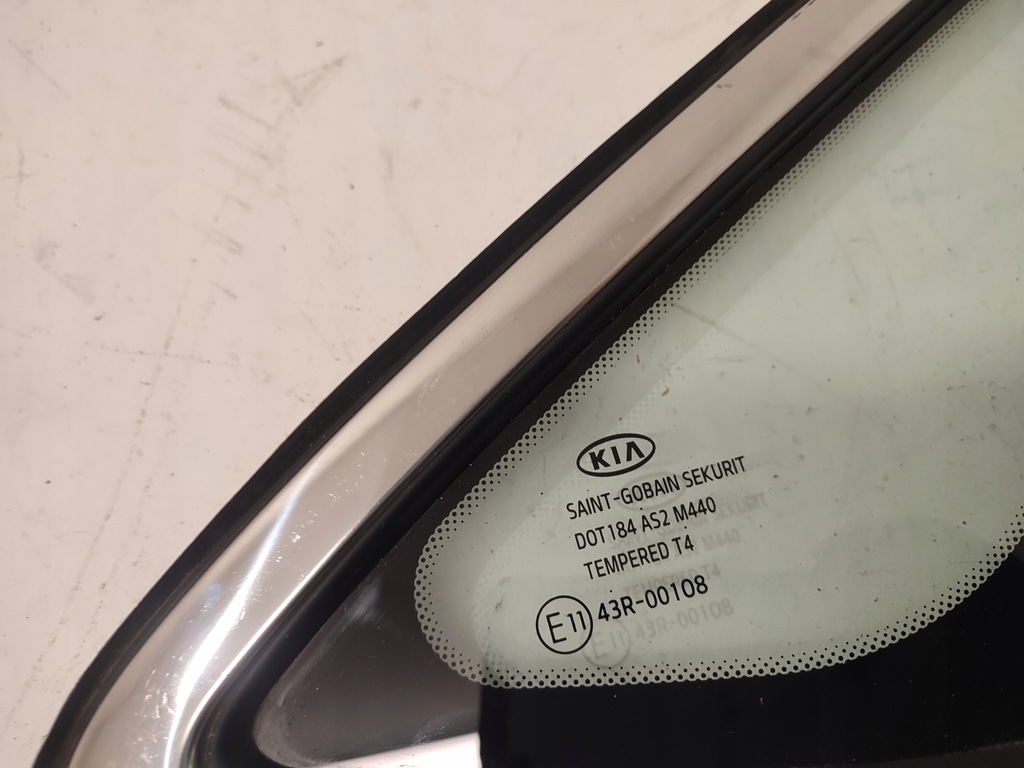 KIA
SAINT-GOBAIN SEKURIT
DOT184 AS2 M440
TEMPERED T4
E11 43R-00108